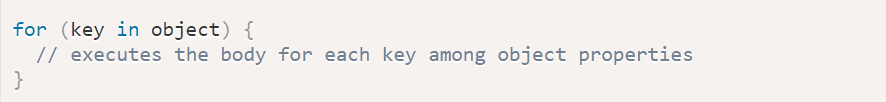 for (key in object) {
  // executes the body for each key among object properties
}